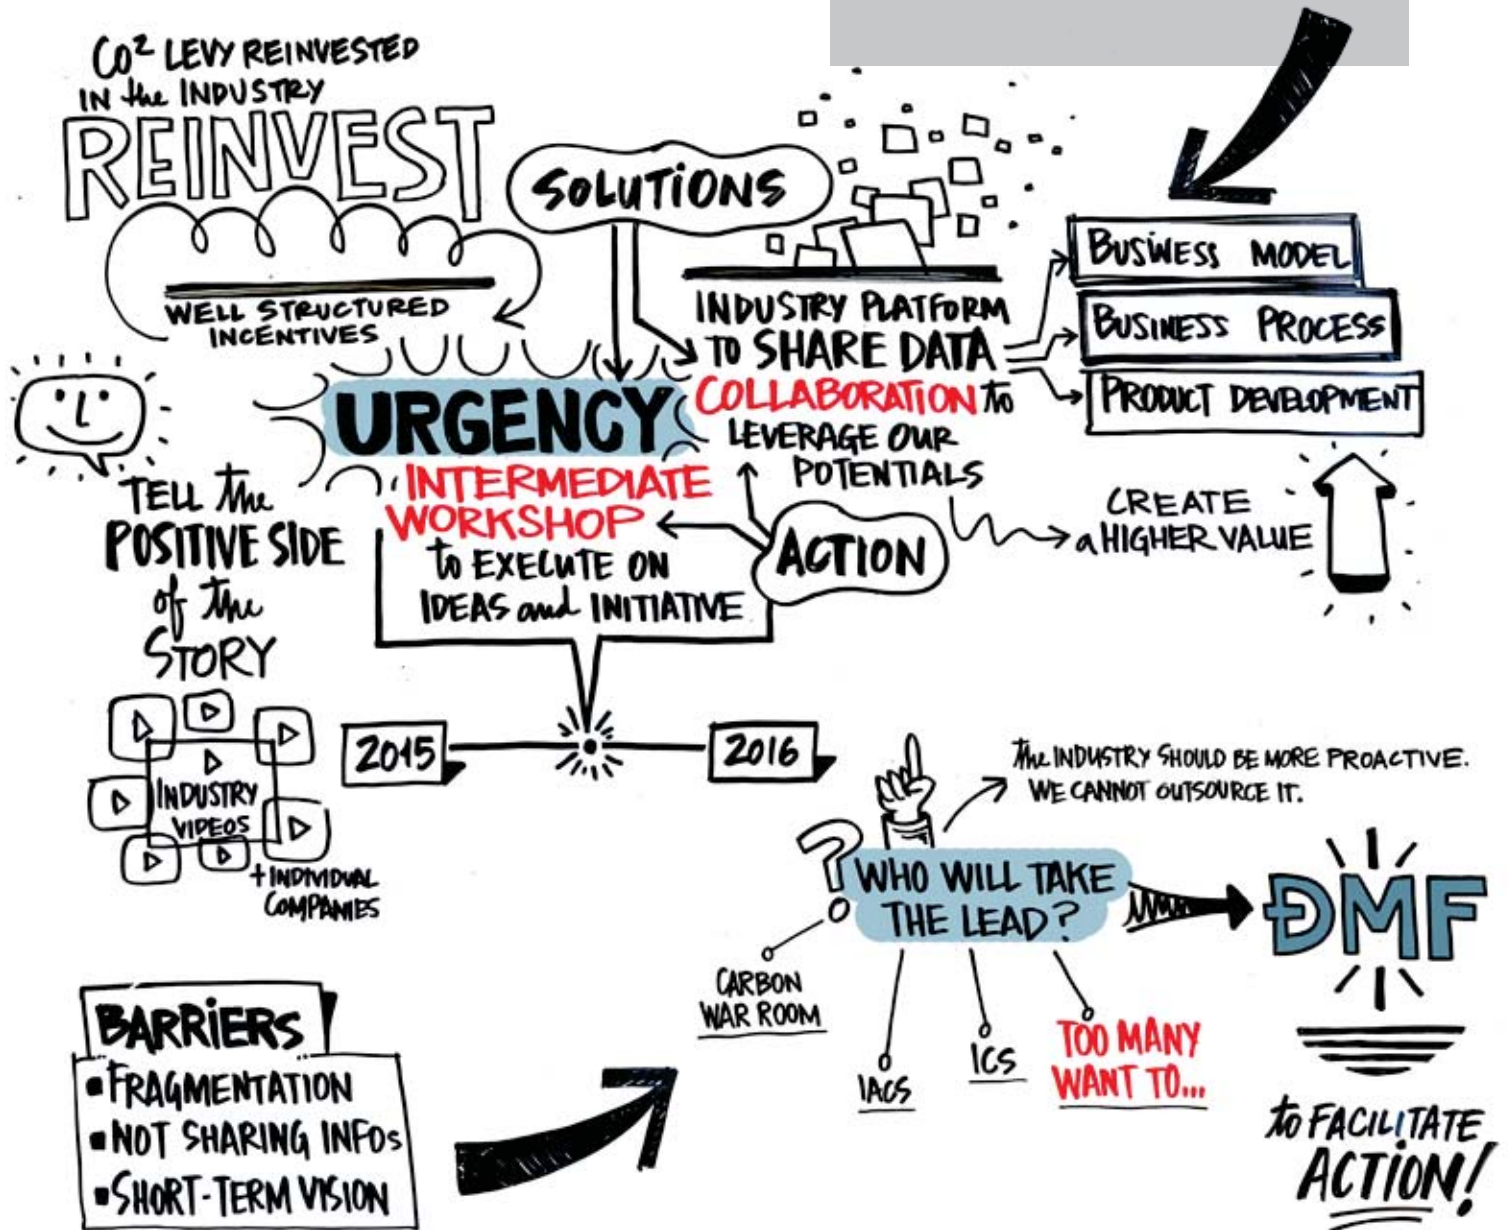 CO² LEVY REINVESTED
IN the INDUSTRY
REINVEST
WELL STRUCTURED
INCENTIVES
SOLUTIONS
INDUSTRY PLATFORM
TO SHARE DATA
COLLABORATION to
LEVERAGE OUR
POTENTIALS
BUSINESS MODEL
BUSINESS PROCESS
PRODUCT DEVELOPMENT
CREATE
a HIGHER VALUE
URGENCY
INTERMEDIATE
WORKSHOP
to EXECUTE ON
IDEAS and INITIATIVE
ACTION
TELL the
POSITIVE SIDE
of the
STORY
INDUSTRY
VIDEOS
+ INDIVIDUAL
COMPANIES
2015
2016
the INDUSTRY SHOULD BE MORE PROACTIVE.
WE CANNOT OUTSOURCE IT.
?
WHO WILL TAKE
THE LEAD?
CARBON
WAR ROOM
IACS
ICS
TOO MANY
WANT TO...
DMF
to FACILITATE
ACTION!
BARRIERS
▪ FRAGMENTATION
▪ NOT SHARING INFOs
▪ SHORT-TERM VISION